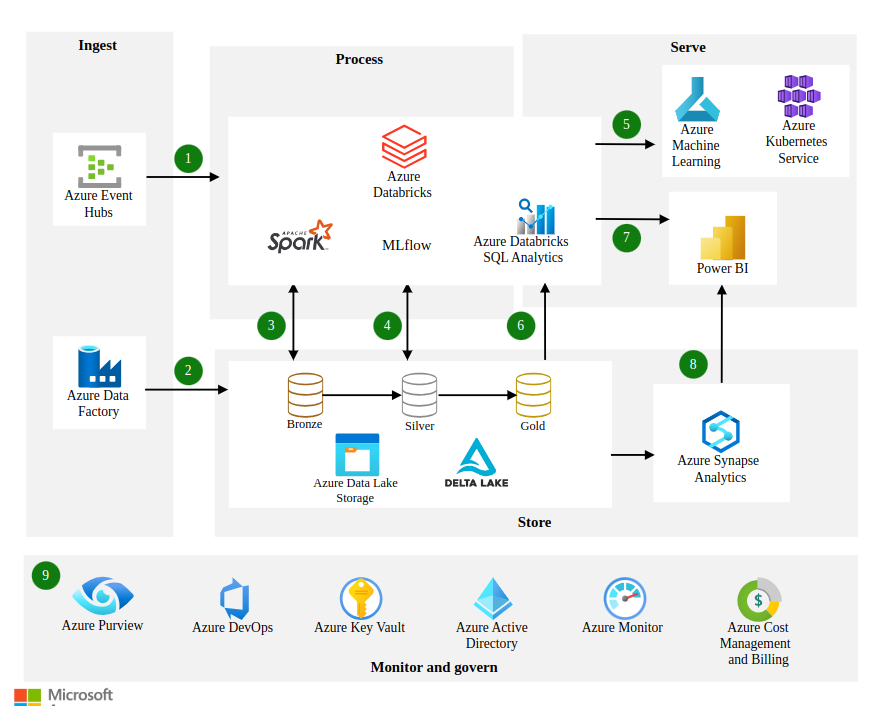 Ingest
Process
Serve
Azure Event
Hubs
1
Azure
Databricks
APACHE
Spark
MLflow
Azure Databricks
SQL Analytics
5
Azure
Machine
Learning
Azure
Kubernetes
Service
7
Power BI
3
4
6
8
Azure Data
Factory
2
Bronze
Silver
Gold
Azure Data Lake
Storage
DELTA LAKE
Azure Synapse
Analytics
Store
9
Azure Purview
Azure DevOps
Azure Key Vault
Azure Active
Directory
Azure Monitor
$
Azure Cost
Management
and Billing
Monitor and govern
Microsoft